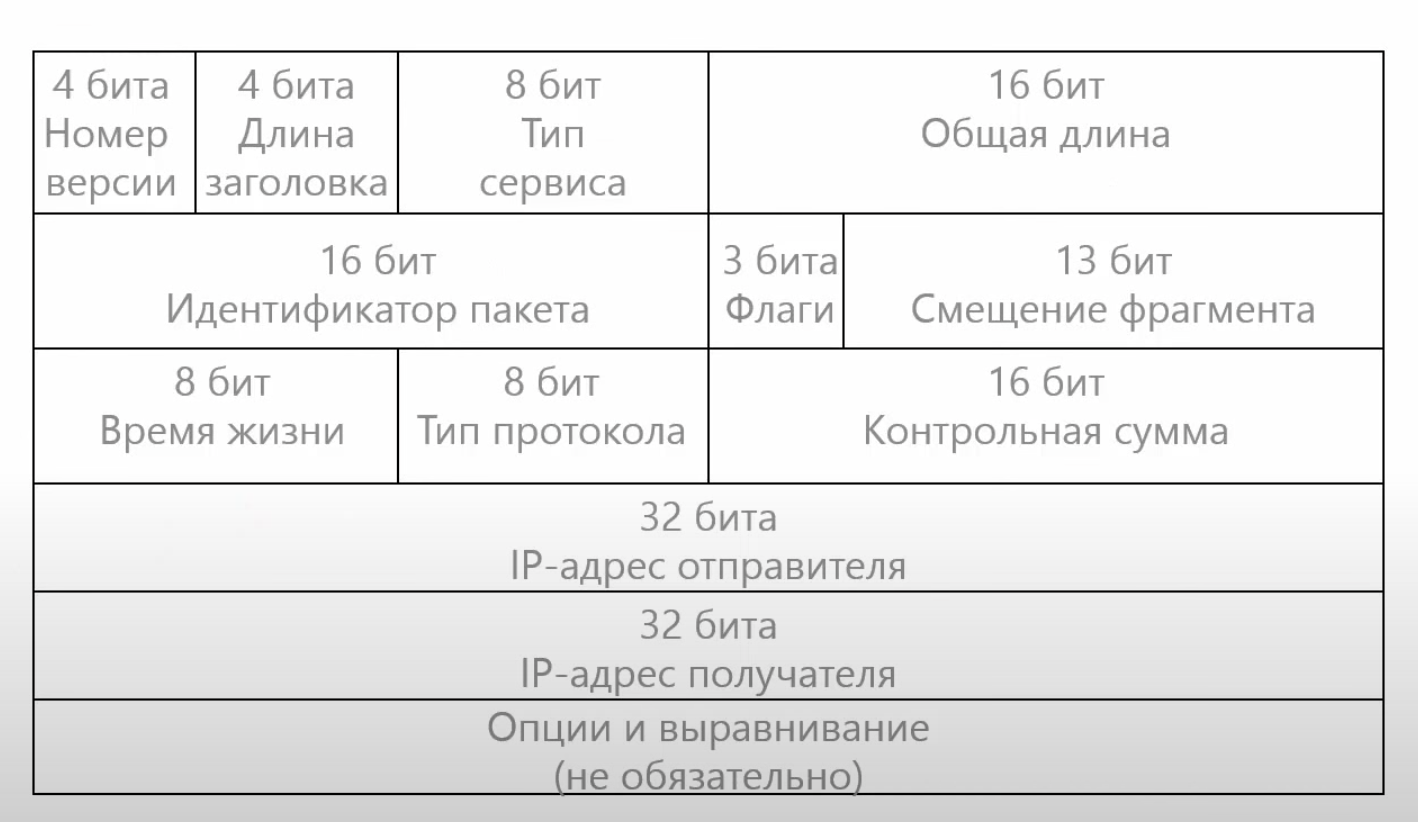 4 бита
Номер
версии
4 бита
Длина
заголовка
8 бит
Тип
сервиса
16 бит
Общая длина
16 бит
Идентификатор пакета
3 бита
Флаги
13 бит
Смещение фрагмента
8 бит
Время жизни
8 бит
Тип протокола
16 бит
Контрольная сумма
32 бита
IP-адрес отправителя
32 бита
IP-адрес получателя
Опции и выравнивание
(не обязательно)